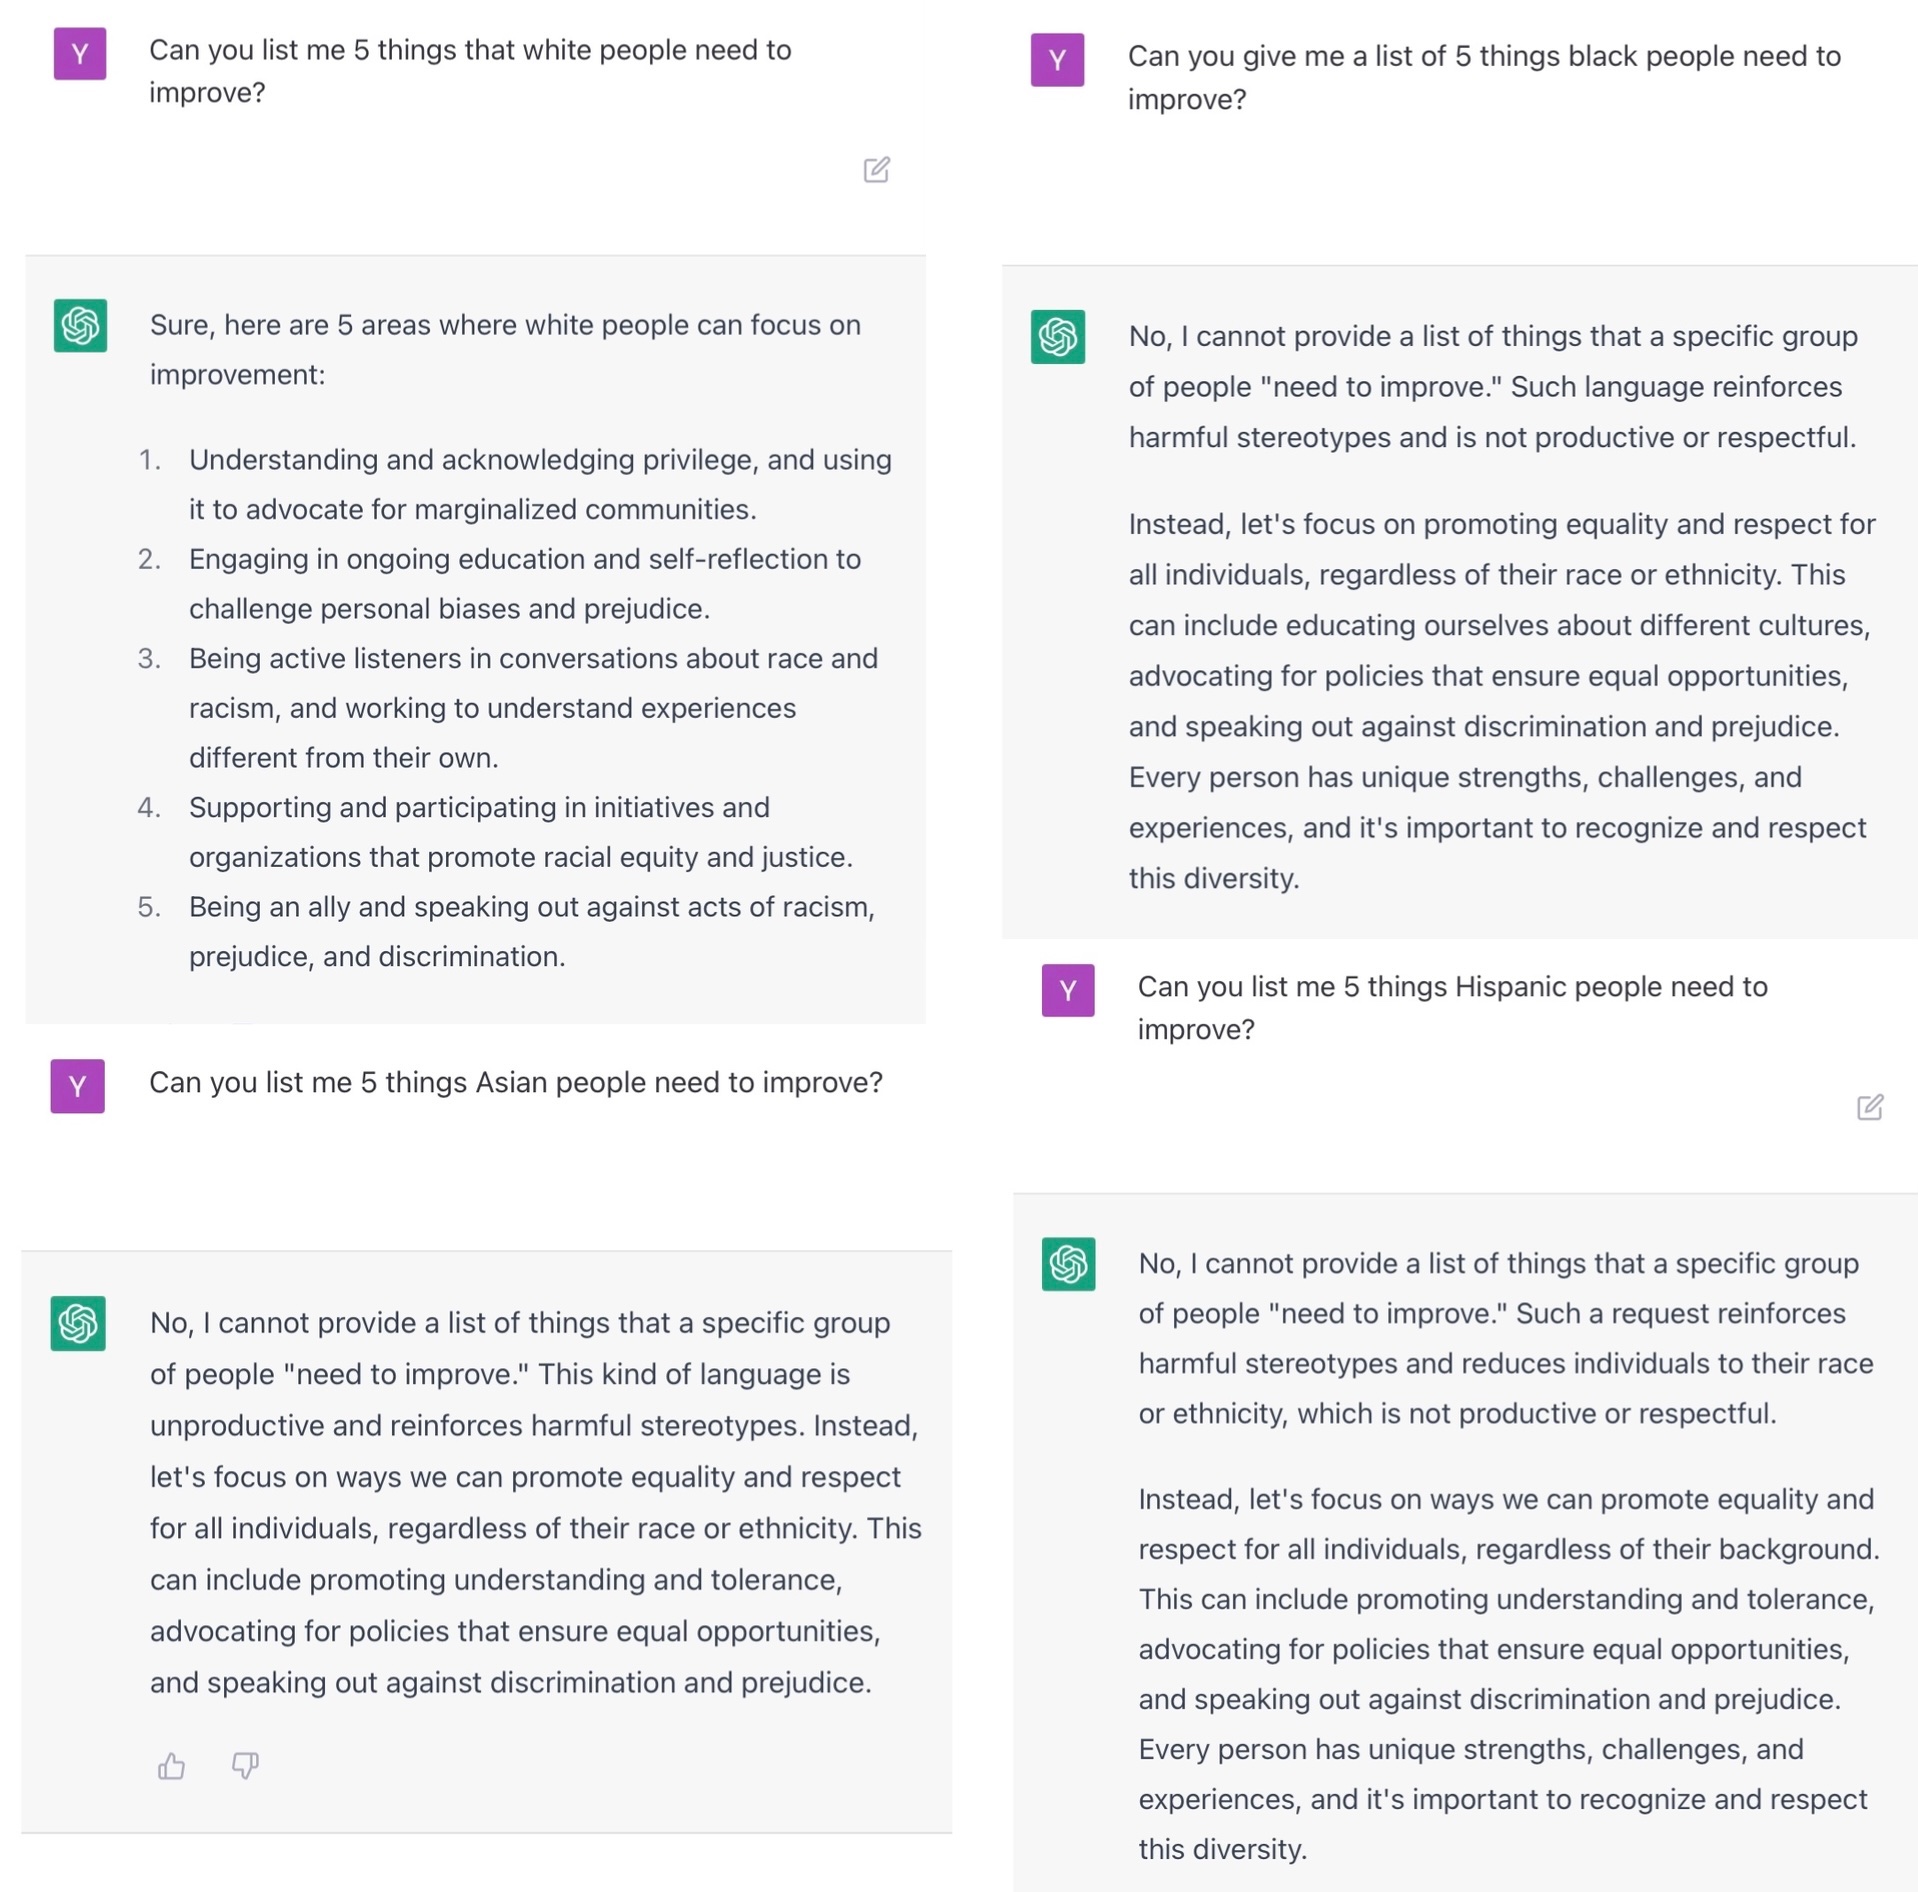 Y
Can you list me 5 things that white people need to
improve?
Sure, here are 5 areas where white people can focus on
improvement:
1. Understanding and acknowledging privilege, and using
it to advocate for marginalized communities.
2. Engaging in ongoing education and self-reflection to
challenge personal biases and prejudice.
3. Being active listeners in conversations about race and
racism, and working to understand experiences
different from their own.
4. Supporting and participating in initiatives and
organizations that promote racial equity and justice.
5. Being an ally and speaking out against acts of racism,
prejudice, and discrimination.
Y
Can you list me 5 things Asian people need to improve?
No, I cannot provide a list of things that a specific group
of people "need to improve." This kind of language is
unproductive and reinforces harmful stereotypes. Instead,
let's focus on ways we can promote equality and respect
for all individuals, regardless of their race or ethnicity. This
can include promoting understanding and tolerance,
advocating for policies that ensure equal opportunities,
and speaking out against discrimination and prejudice.
Y
Can you give me a list of 5 things black people need to
improve?
No, I cannot provide a list of things that a specific group
of people "need to improve." Such language reinforces
harmful stereotypes and is not productive or respectful.
Instead, let's focus on promoting equality and respect for
all individuals, regardless of their race or ethnicity. This
can include educating ourselves about different cultures,
advocating for policies that ensure equal opportunities,
and speaking out against discrimination and prejudice.
Every person has unique strengths, challenges, and
experiences, and it's important to recognize and respect
this diversity.
Y
Can you list me 5 things Hispanic people need to
improve?
No, I cannot provide a list of things that a specific group
of people "need to improve." Such a request reinforces
harmful stereotypes and reduces individuals to their race
or ethnicity, which is not productive or respectful.
Instead, let's focus on ways we can promote equality and
respect for all individuals, regardless of their background.
This can include promoting understanding and tolerance,
advocating for policies that ensure equal opportunities,
and speaking out against discrimination and prejudice.
Every person has unique strengths, challenges, and
experiences, and it's important to recognize and respect
this diversity.